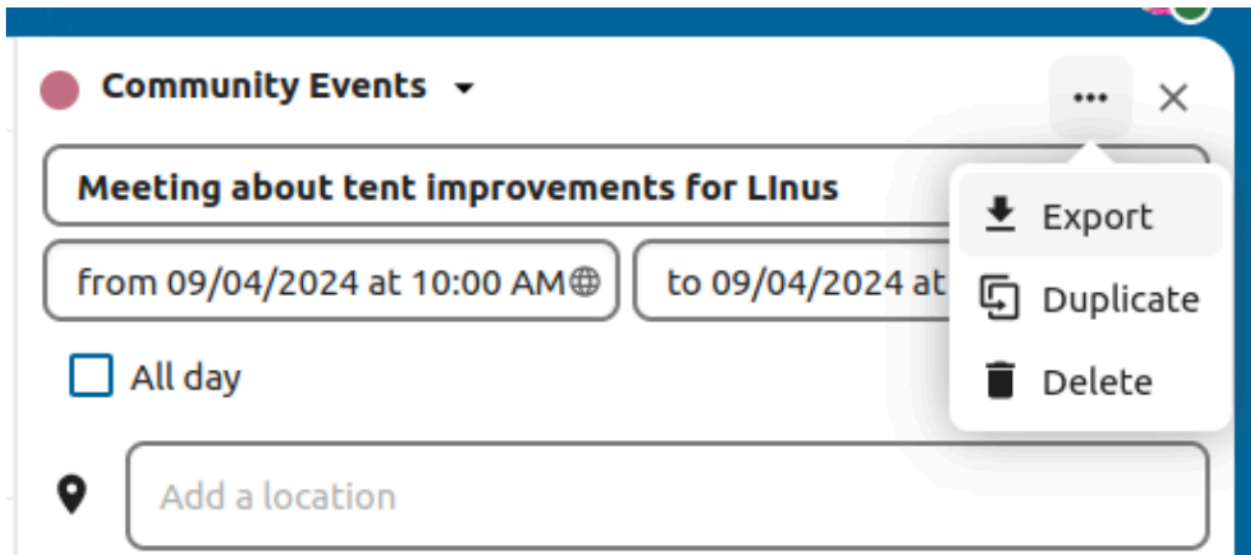 Community Events
Meeting about tent improvements for LInus
from 09/04/2024 at 10:00 AM
to 09/04/2024 at
All day
Add a location
Export
Duplicate
Delete